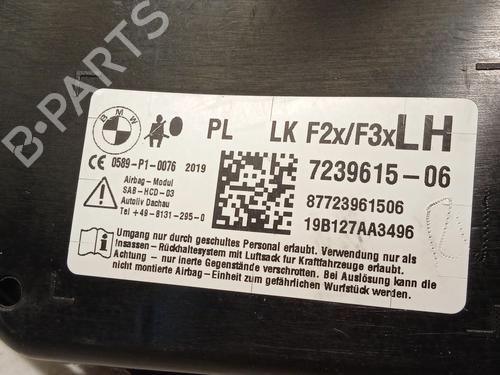 B-PARTS
BMW
PL LK F2x/F3x LH
CE 0589-P1-0076 2019
7239615-06
Airbag-Modul
SAB-HCD-03
Autoliv Dachau
Tel +49-8131-295-0
87723961506
19B127AA3496
Umgang nur durch geschultes Personal erlaubt. Verwendung nur als
Insassen - Rückhaltesystem mit Luftsack für Kraftfahrzeuge erlaubt.
Achtung - nur inerte Gegenstände verschrotten. Bei Verwendung als
nicht montierte Airbag-Einheit zum gefährlichen Wurfstück werden.